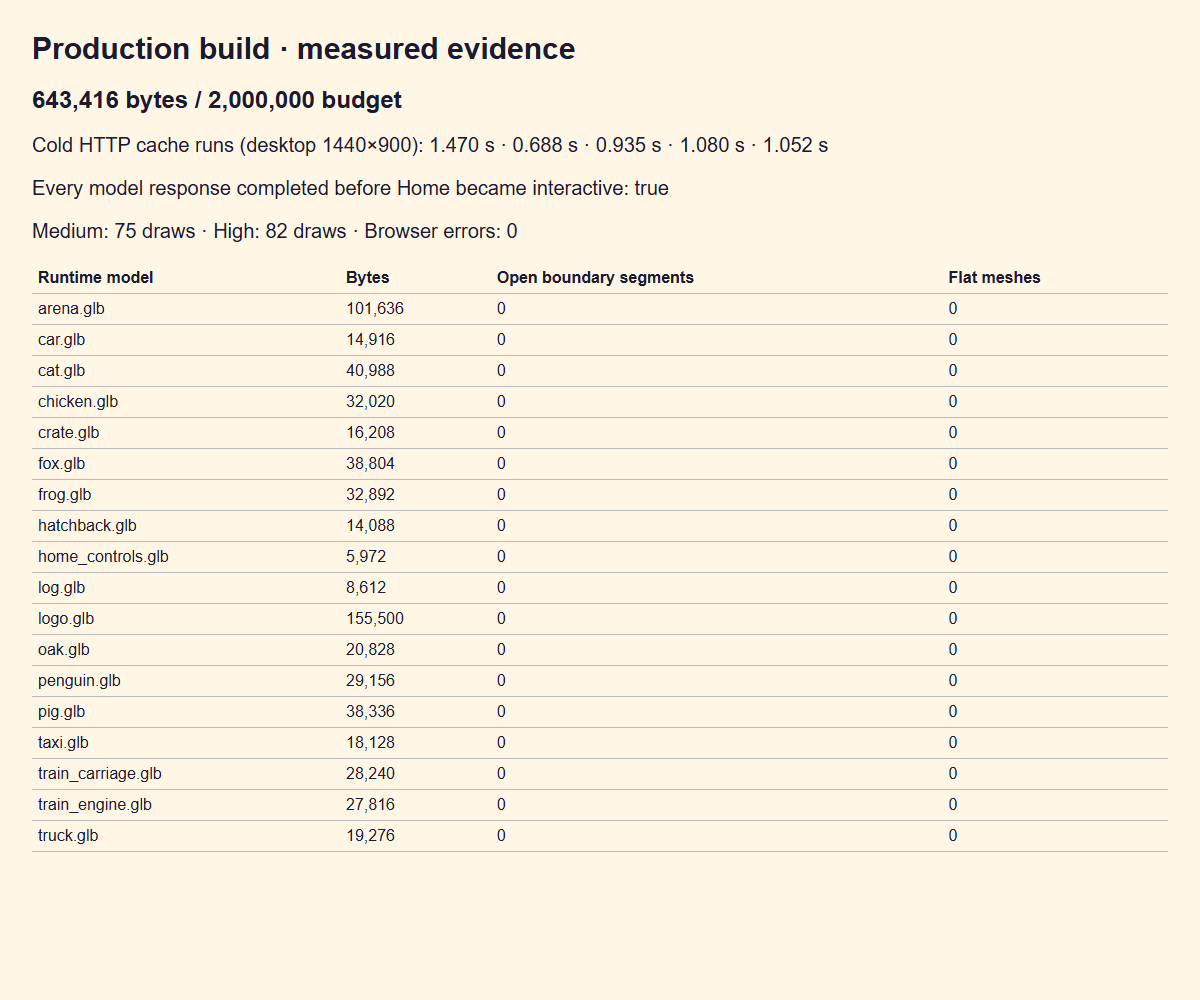 Production build · measured evidence
643,416 bytes / 2,000,000 budget
Cold HTTP cache runs (desktop 1440×900): 1.470 s · 0.688 s · 0.935 s · 1.080 s · 1.052 s
Every model response completed before Home became interactive: true
Medium: 75 draws · High: 82 draws · Browser errors: 0
Runtime model Bytes Open boundary segments Flat meshes
arena.glb 101,636 0 0
car.glb 14,916 0 0
cat.glb 40,988 0 0
chicken.glb 32,020 0 0
crate.glb 16,208 0 0
fox.glb 38,804 0 0
frog.glb 32,892 0 0
hatchback.glb 14,088 0 0
home_controls.glb 5,972 0 0
log.glb 8,612 0 0
logo.glb 155,500 0 0
oak.glb 20,828 0 0
penguin.glb 29,156 0 0
pig.glb 38,336 0 0
taxi.glb 18,128 0 0
train_carriage.glb 28,240 0 0
train_engine.glb 27,816 0 0
truck.glb 19,276 0 0